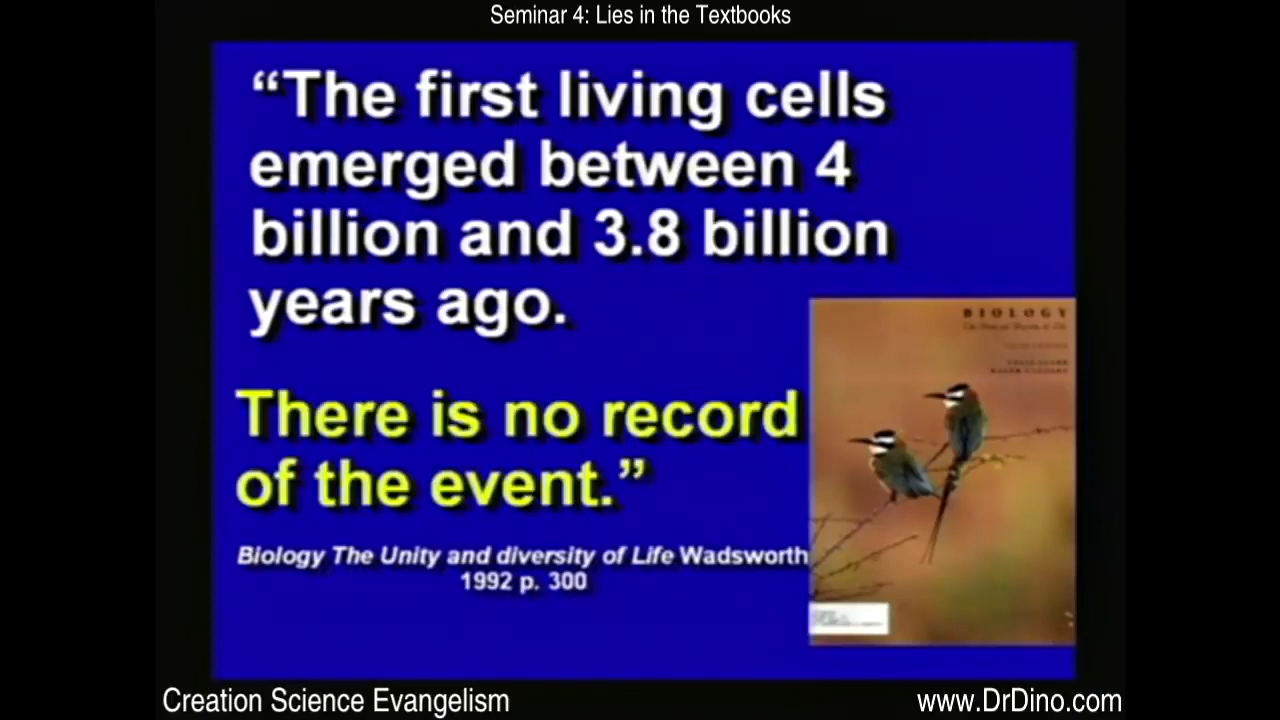 Seminar 4: Lies in the Textbooks
“The first living cells
emerged between 4
billion and 3.8 billion
years ago.
BIOLOGY
There is no record
of the event.”
Biology The Unity and diversity of Life Wadsworth
1992 p. 300
Creation Science Evangelism
www.DrDino.com